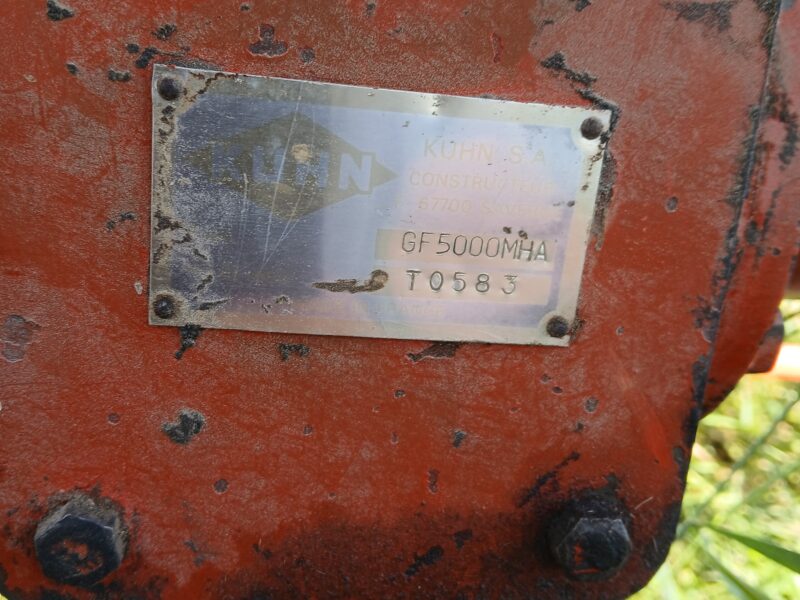 KUHN
KUHN S.A.
CONSTRUCTEUR
67700 SAVERNE
GF5000MHA
T0583